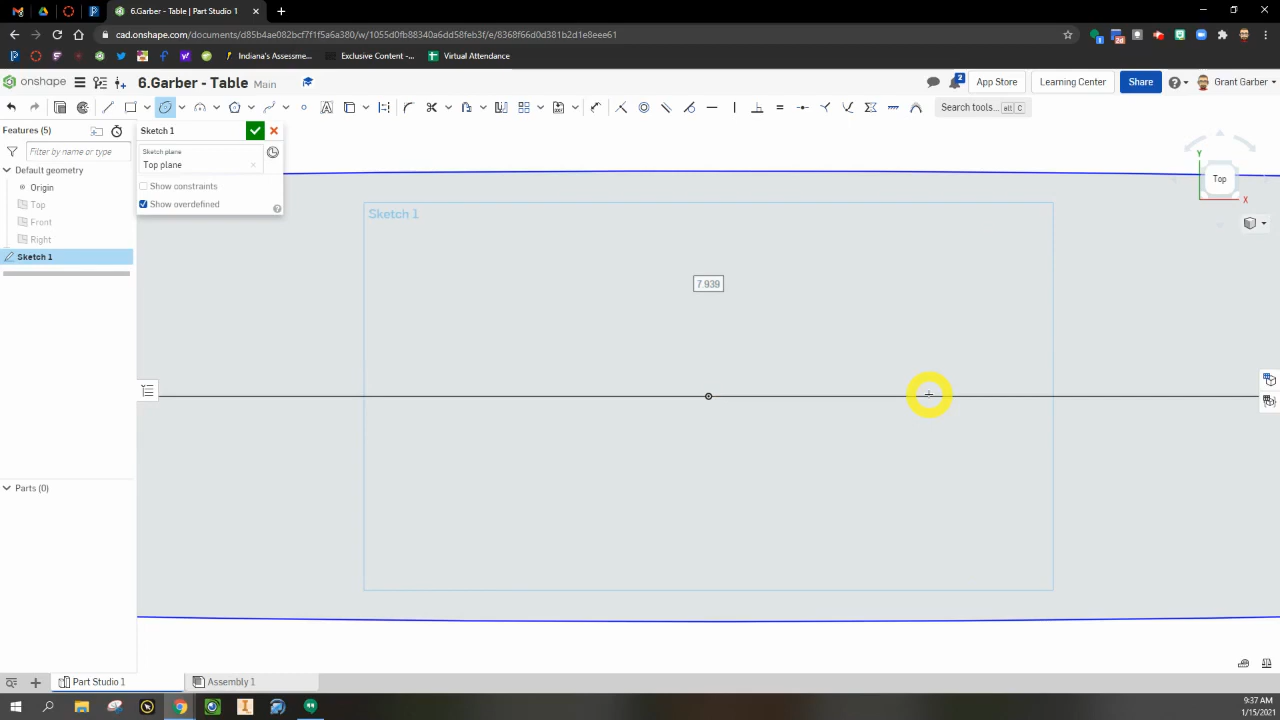 6.Garber - Table | Part Studio 1
cad.onshape.com/documents/d85b4ae082bcf7f1f5a6a380/w/1055d0fb88340a6dd58feb3f/e/8368f66d0d381b2d1e8eee61
Indiana's Assessme...
Exclusive Content -...
Virtual Attendance
onshape
6.Garber - Table
Main
2
App Store
Learning Center
Share
Grant Garber
Search tools...
alt
C
Features (5)
Filter by name or type
Default geometry
Origin
Top
Front
Right
Sketch 1
Parts (0)
Sketch 1
Sketch plane
Top plane
Show constraints
Show overdefined
Sketch 1
7.939
Y
Top
X
Part Studio 1
Assembly 1
9:37 AM
1/15/2021